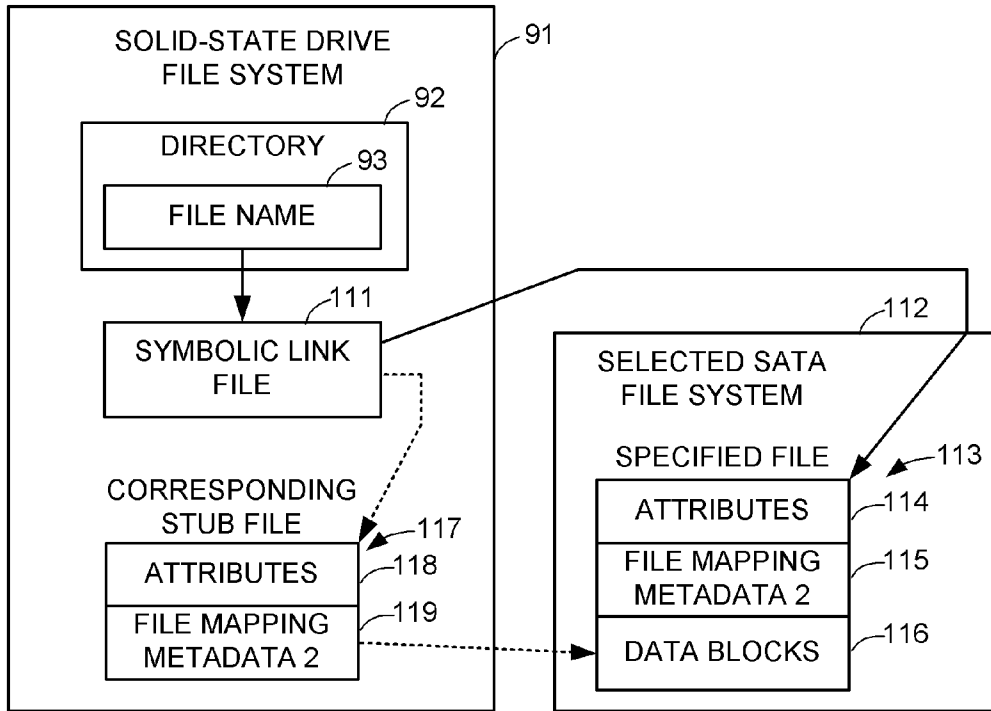 SOLID-STATE DRIVE
FILE SYSTEM
91
92
DIRECTORY
93
FILE NAME
111
SYMBOLIC LINK
FILE
CORRESPONDING
STUB FILE
117
ATTRIBUTES
118
FILE MAPPING
METADATA 2
119
112
SELECTED SATA
FILE SYSTEM
SPECIFIED FILE
113
ATTRIBUTES
114
FILE MAPPING
METADATA 2
115
DATA BLOCKS
116